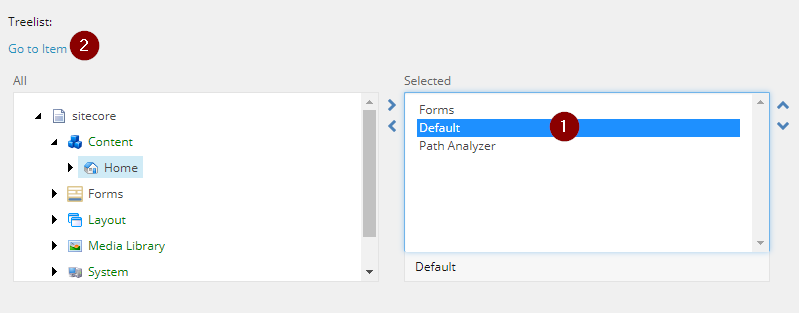 Treelist:
Go to Item 2
All
Selected
sitecore
Content
Home
Forms
Layout
Media Library
System
Forms
Default 1
Path Analyzer
Default